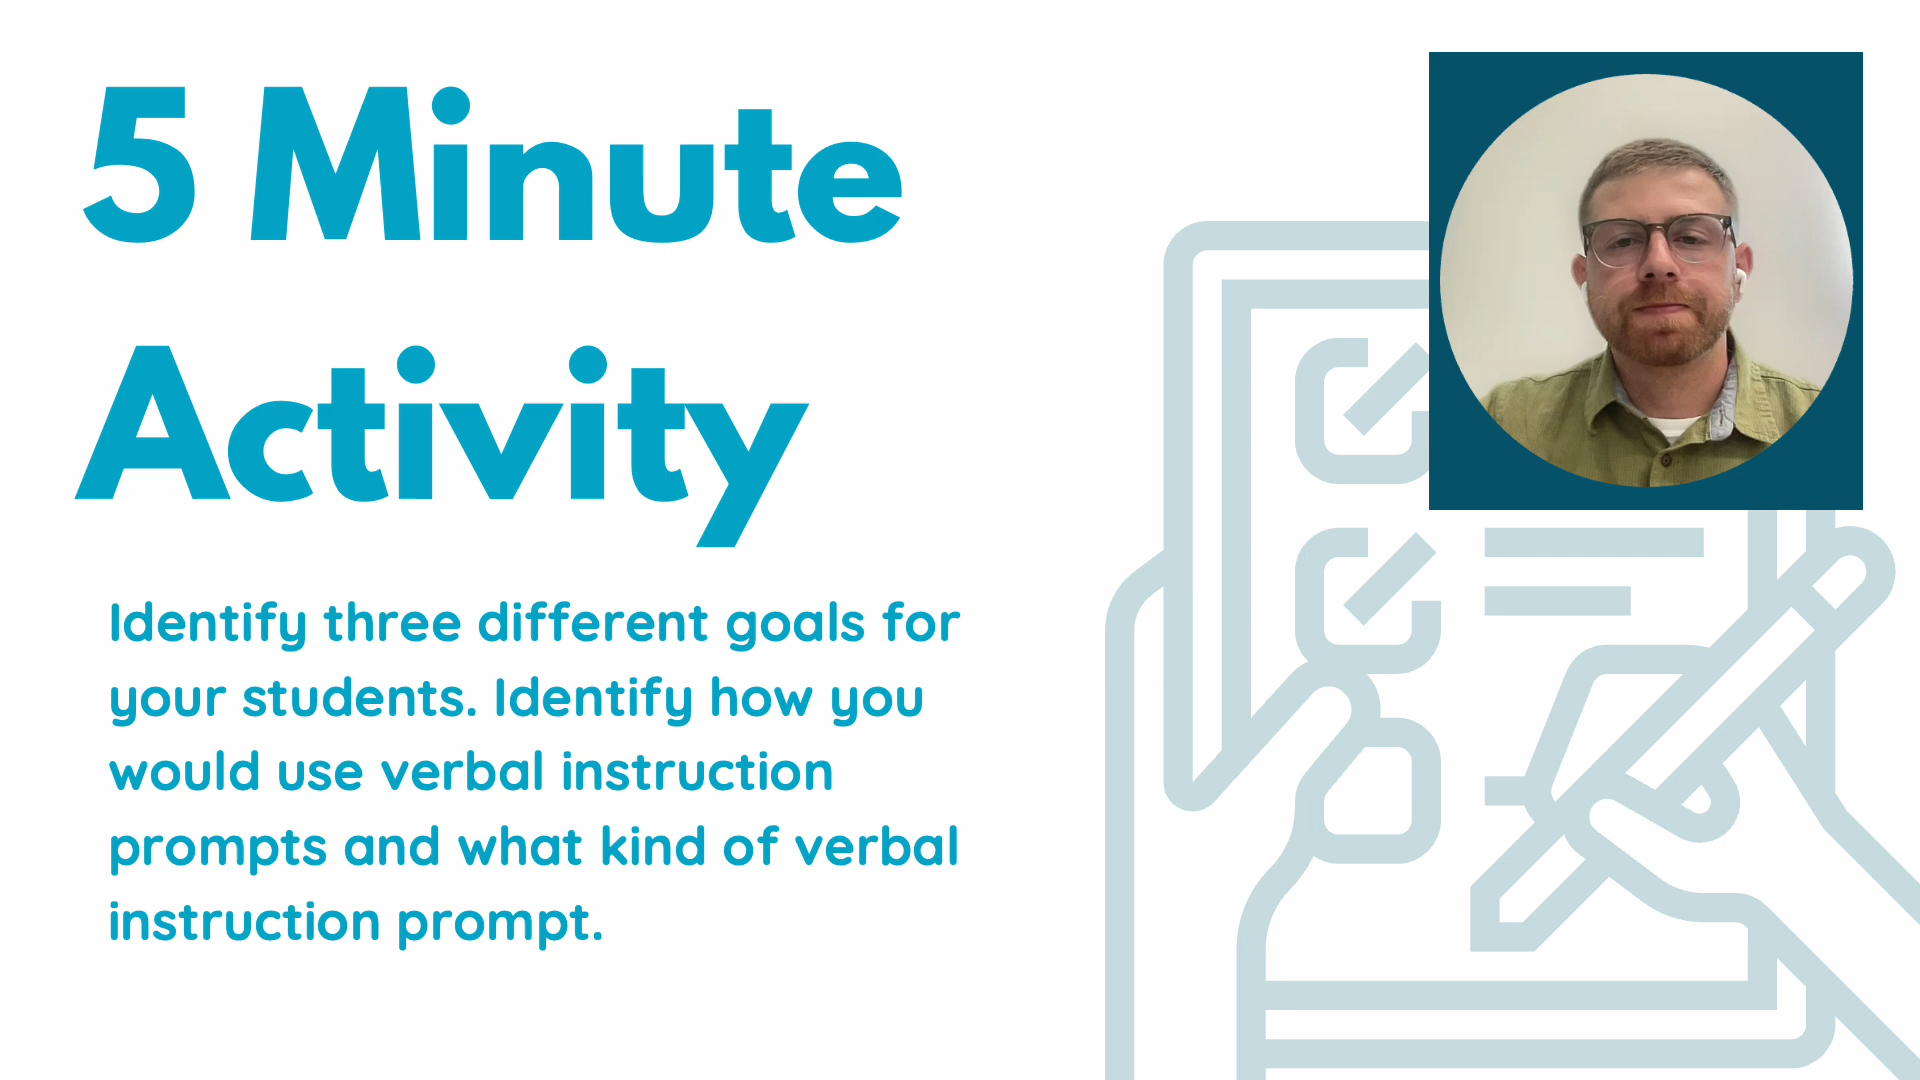 5 Minute
Activity
Identify three different goals for
your students. Identify how you
would use verbal instruction
prompts and what kind of verbal
instruction prompt.